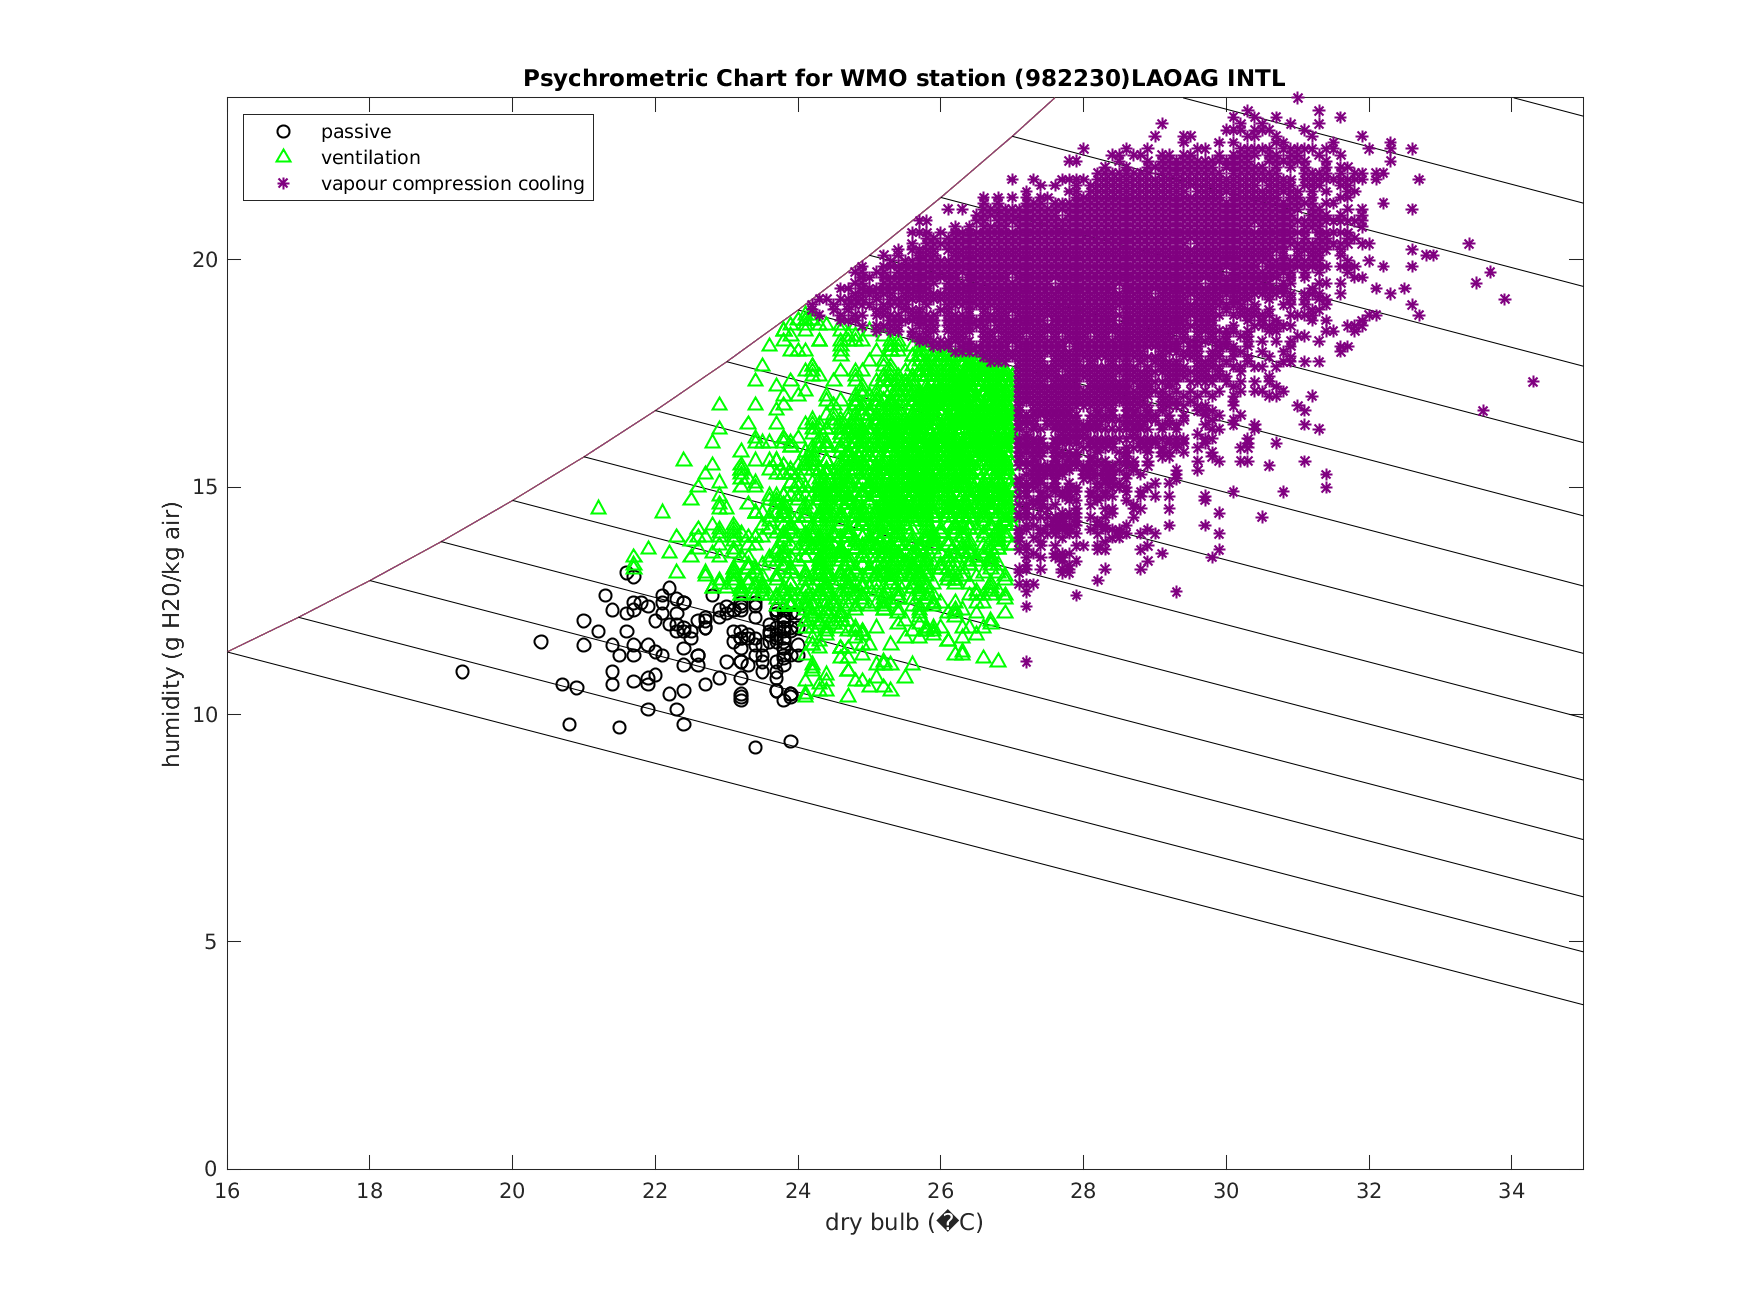 Psychrometric Chart for WMO station (982230)LAOAG INTL
passive
ventilation
vapour compression cooling
humidity (g H20/kg air)
20
15
10
5
0
16 18 20 22 24 26 28 30 32 34
dry bulb (�C)